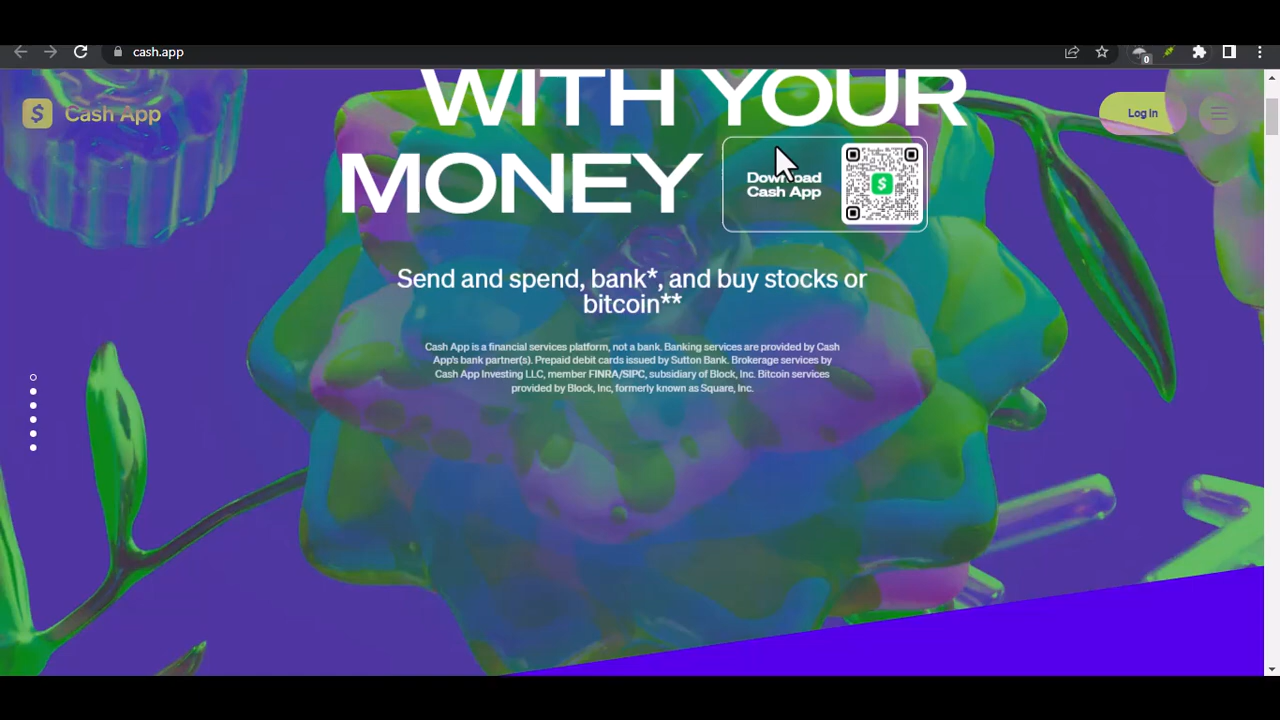 cash.app
0
WITH YOUR
Cash App
Log in
MONEY
Download
Cash App
Send and spend, bank*, and buy stocks or
bitcoin**
Cash App is a financial services platform, not a bank. Banking services are provided by Cash
App's bank partner(s). Prepaid debit cards issued by Sutton Bank. Brokerage services by
Cash App Investing LLC, member FINRA/SIPC, subsidiary of Block, Inc. Bitcoin services
provided by Block, Inc, formerly known as Square, Inc.